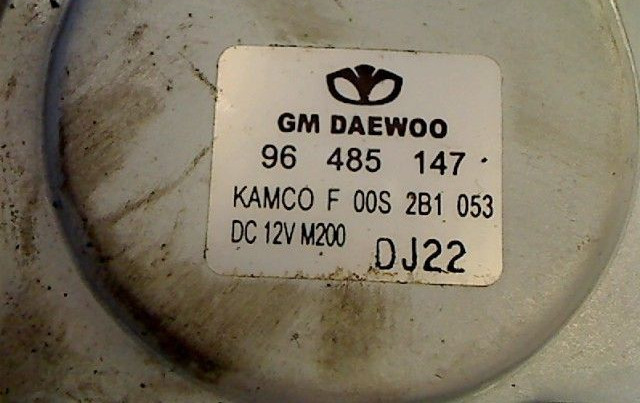 GM DAEWOO
96 485 147
KAMCO F 00S 2B1 053
DC 12V M200
DJ22